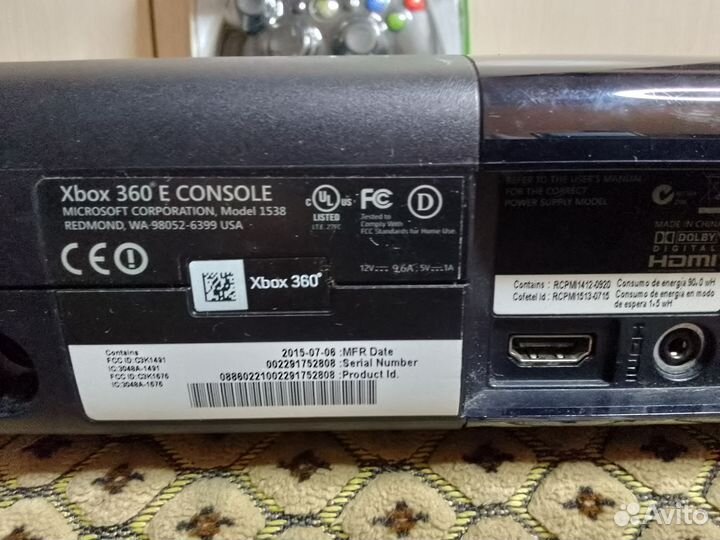 Xbox 360 E CONSOLE
MICROSOFT CORPORATION, Model 1538
REDMOND, WA-98052-6399 USA
C UL US
LISTED
I.T.E. 27FC
FC
Tested to
Comply With
FCC Standards for Home Use
D
12V 9.6A, 5V 1A
CE
Xbox 360
Contains
FCC ID:C3K1491
IC:3048A-1491
FCC ID:C3K1676
IC:3048A-1676
2015-07-06 :MFR Date
002291752808 :Serial Number
08860221002291752808 :Product Id.
REFER TO THE USER'S MANUAL
FOR THE CORRECT
POWER SUPPLY MODEL
MADE IN CHINA
DOLBY
DIGITAL
HDMI
Contains : RCPMI1412-0920
Cofetel Id : RCPMI1513-0715
Consumo de energía 90.0 wH
Consumo de energía en modo
de espera 1.5 wH
Avito